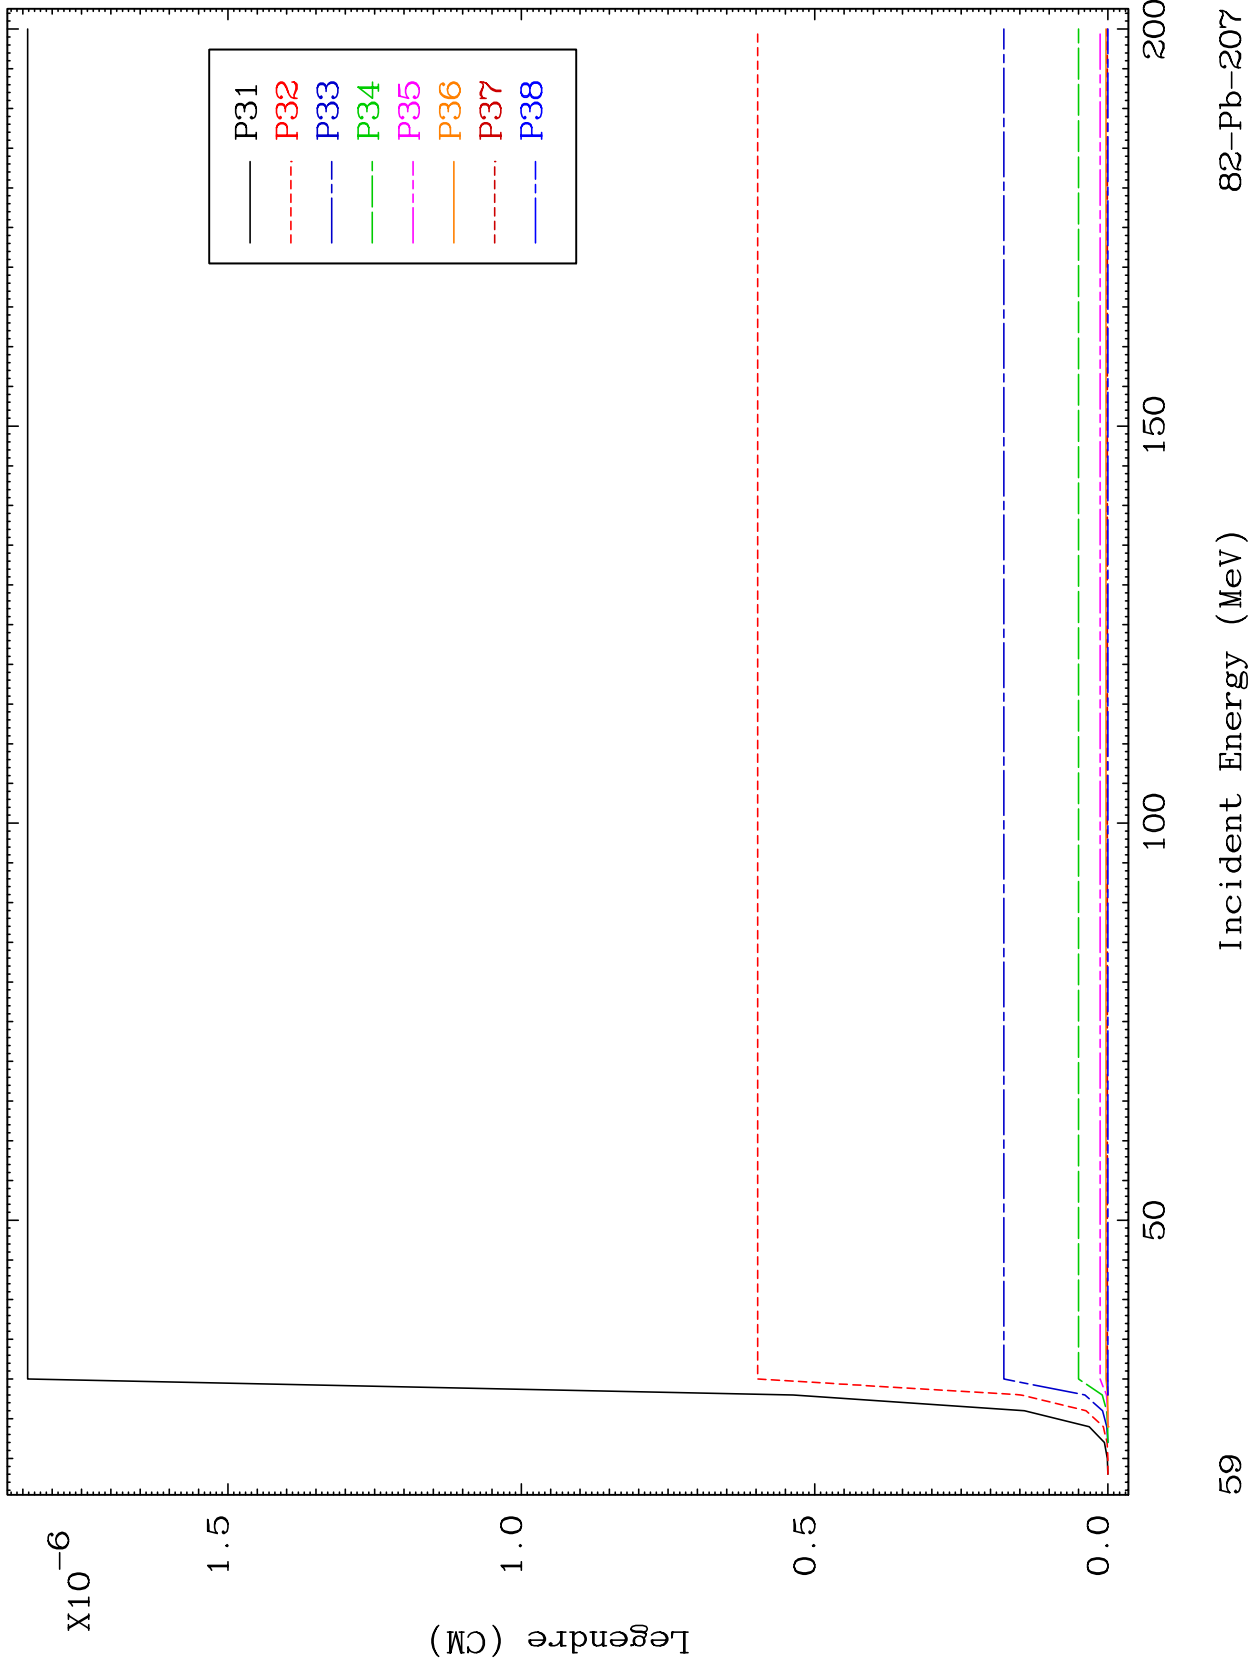 X10-6
1.5
1.0
0.5
0.0
Legendre (CM)
P31
P32
P33
P34
P35
P36
P37
P38
50
100
150
200
59
Incident Energy (MeV)
82-Pb-207